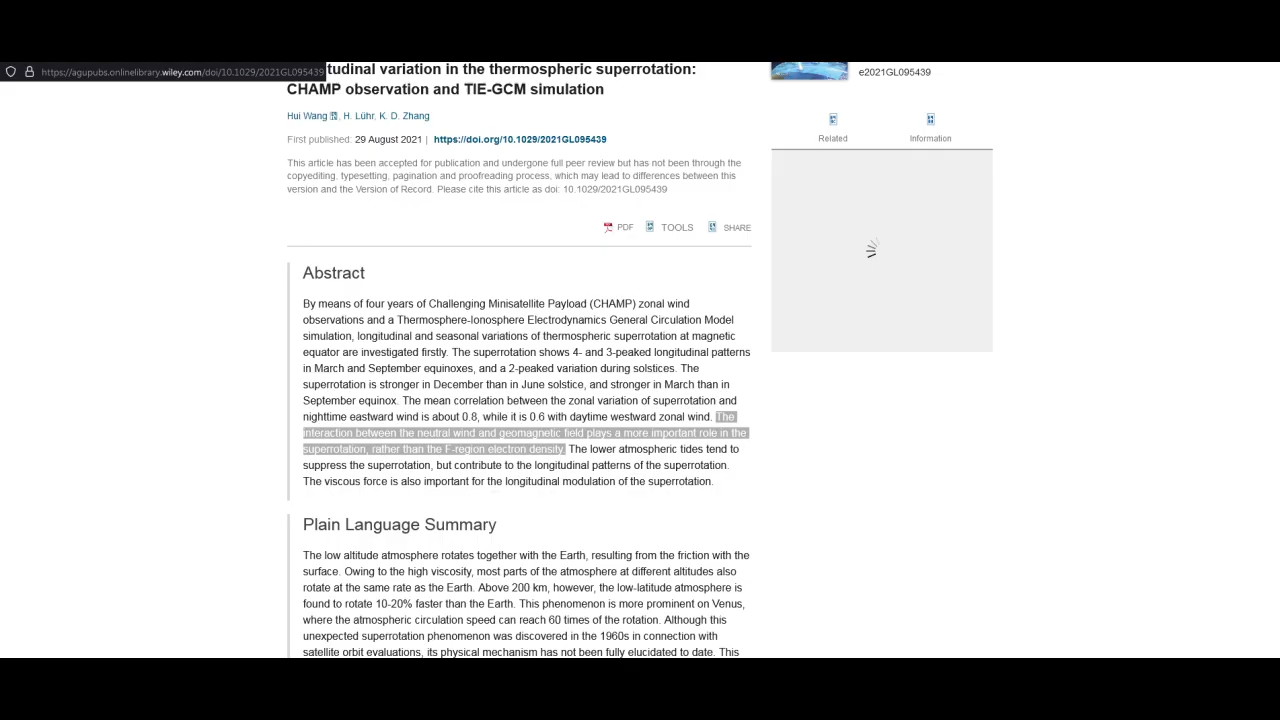 https://agupubs.onlinelibrary.wiley.com/doi/10.1029/2021GL095439
tudinal variation in the thermospheric superrotation:
CHAMP observation and TIE-GCM simulation
Hui Wang, H. Lühr, K. D. Zhang
First published: 29 August 2021 | https://doi.org/10.1029/2021GL095439
This article has been accepted for publication and undergone full peer review but has not been through the
copyediting, typesetting, pagination and proofreading process, which may lead to differences between this
version and the Version of Record. Please cite this article as doi: 10.1029/2021GL095439
PDF TOOLS SHARE
Abstract
By means of four years of Challenging Minisatellite Payload (CHAMP) zonal wind
observations and a Thermosphere-Ionosphere Electrodynamics General Circulation Model
simulation, longitudinal and seasonal variations of thermospheric superrotation at magnetic
equator are investigated firstly. The superrotation shows 4- and 3-peaked longitudinal patterns
in March and September equinoxes, and a 2-peaked variation during solstices. The
superrotation is stronger in December than in June solstice, and stronger in March than in
September equinox. The mean correlation between the zonal variation of superrotation and
nighttime eastward wind is about 0.8, while it is 0.6 with daytime westward zonal wind. The
interaction between the neutral wind and geomagnetic field plays a more important role in the
superrotation, rather than the F-region electron density. The lower atmospheric tides tend to
suppress the superrotation, but contribute to the longitudinal patterns of the superrotation.
The viscous force is also important for the longitudinal modulation of the superrotation.
Plain Language Summary
The low altitude atmosphere rotates together with the Earth, resulting from the friction with the
surface. Owing to the high viscosity, most parts of the atmosphere at different altitudes also
rotate at the same rate as the Earth. Above 200 km, however, the low-latitude atmosphere is
found to rotate 10-20% faster than the Earth. This phenomenon is more prominent on Venus,
where the atmospheric circulation speed can reach 60 times of the rotation. Although this
unexpected superrotation phenomenon was discovered in the 1960s in connection with
satellite orbit evaluations, its physical mechanism has not been fully elucidated to date. This
e2021GL095439
Related Information